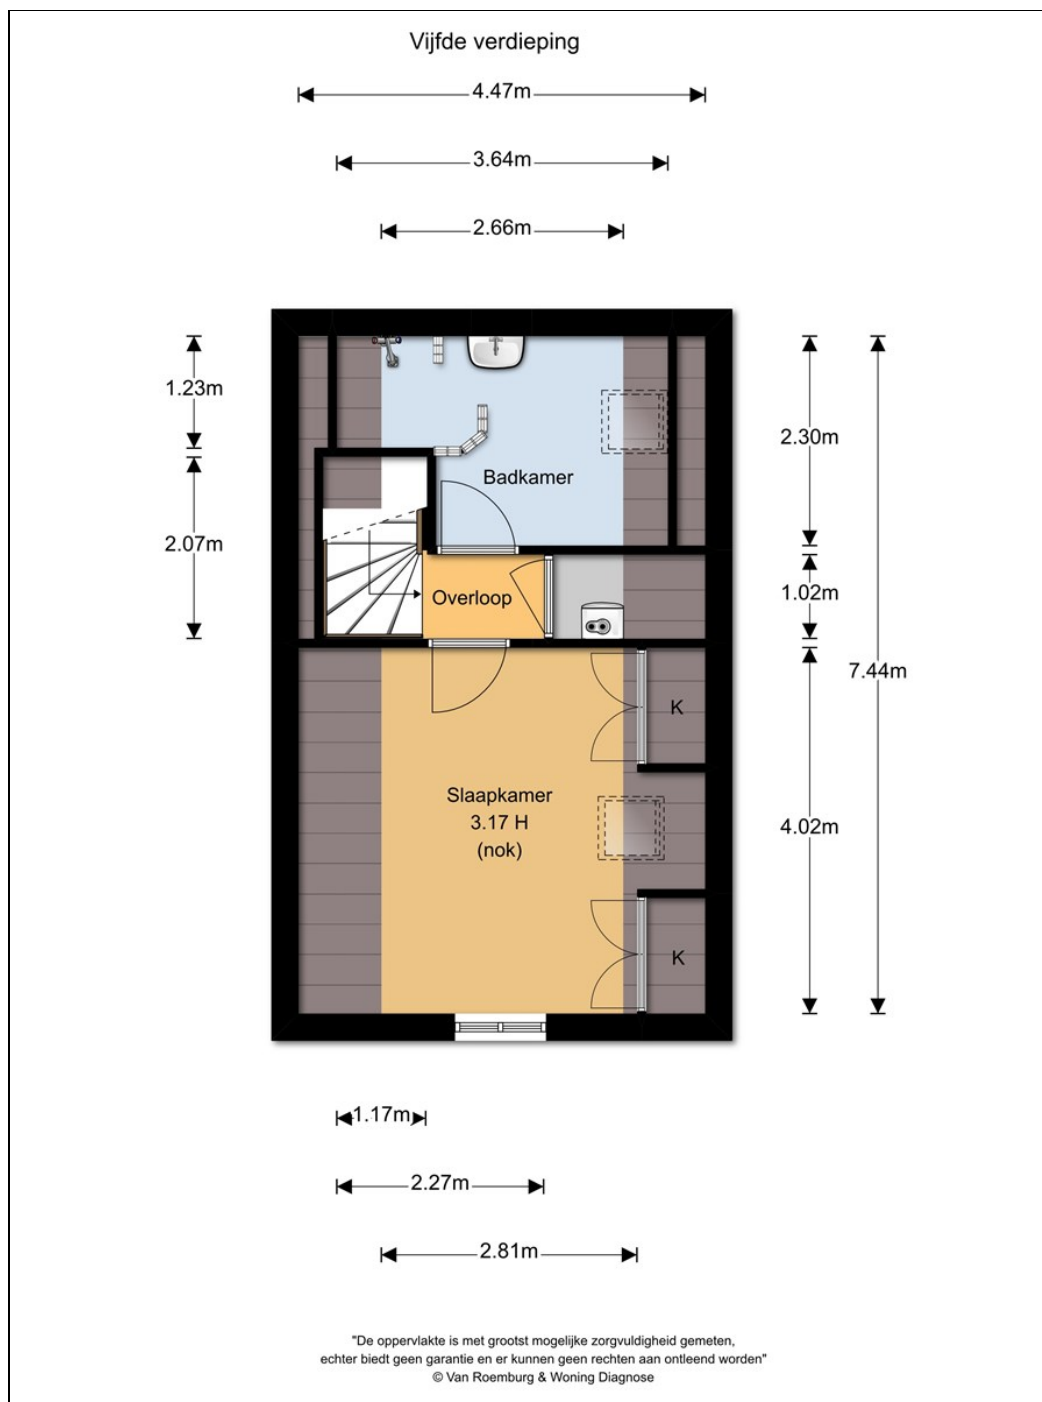 Vijfde verdieping
4.47m
3.64m
2.66m
1.23m
2.30m
Badkamer
2.07m
1.02m
Overloop
7.44m
K
Slaapkamer
3.17 H
(nok)
4.02m
K
1.17m
2.27m
2.81m
"De oppervlakte is met grootst mogelijke zorgvuldigheid gemeten,
echter biedt geen garantie en er kunnen geen rechten aan ontleend worden"
© Van Roemburg & Woning Diagnose